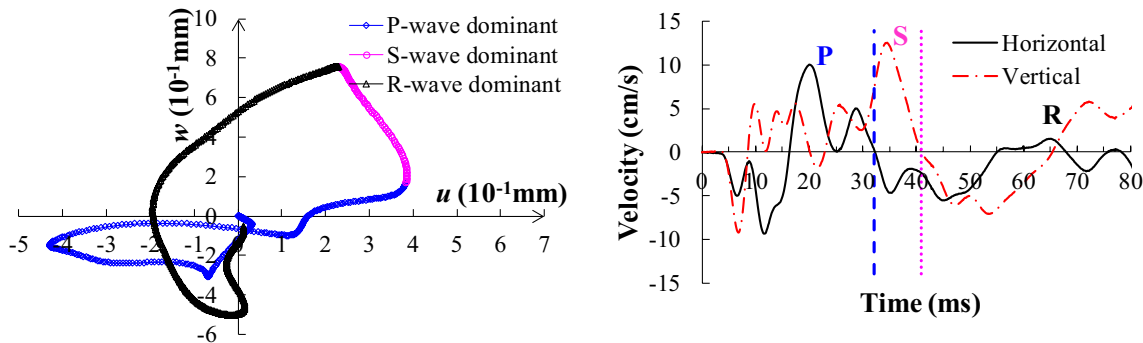 10
8
6
4
2
0
-2
-4
-6
w (10⁻¹mm)
P-wave dominant
S-wave dominant
R-wave dominant
u (10⁻¹mm)
-5 -4 -3 -2 -1 0 1 2 3 4 5 6 7
15
10
5
0
-5
-10
-15
Velocity (cm/s)
P
S
R
Horizontal
Vertical
0 10 20 30 40 50 60 70 80
Time (ms)